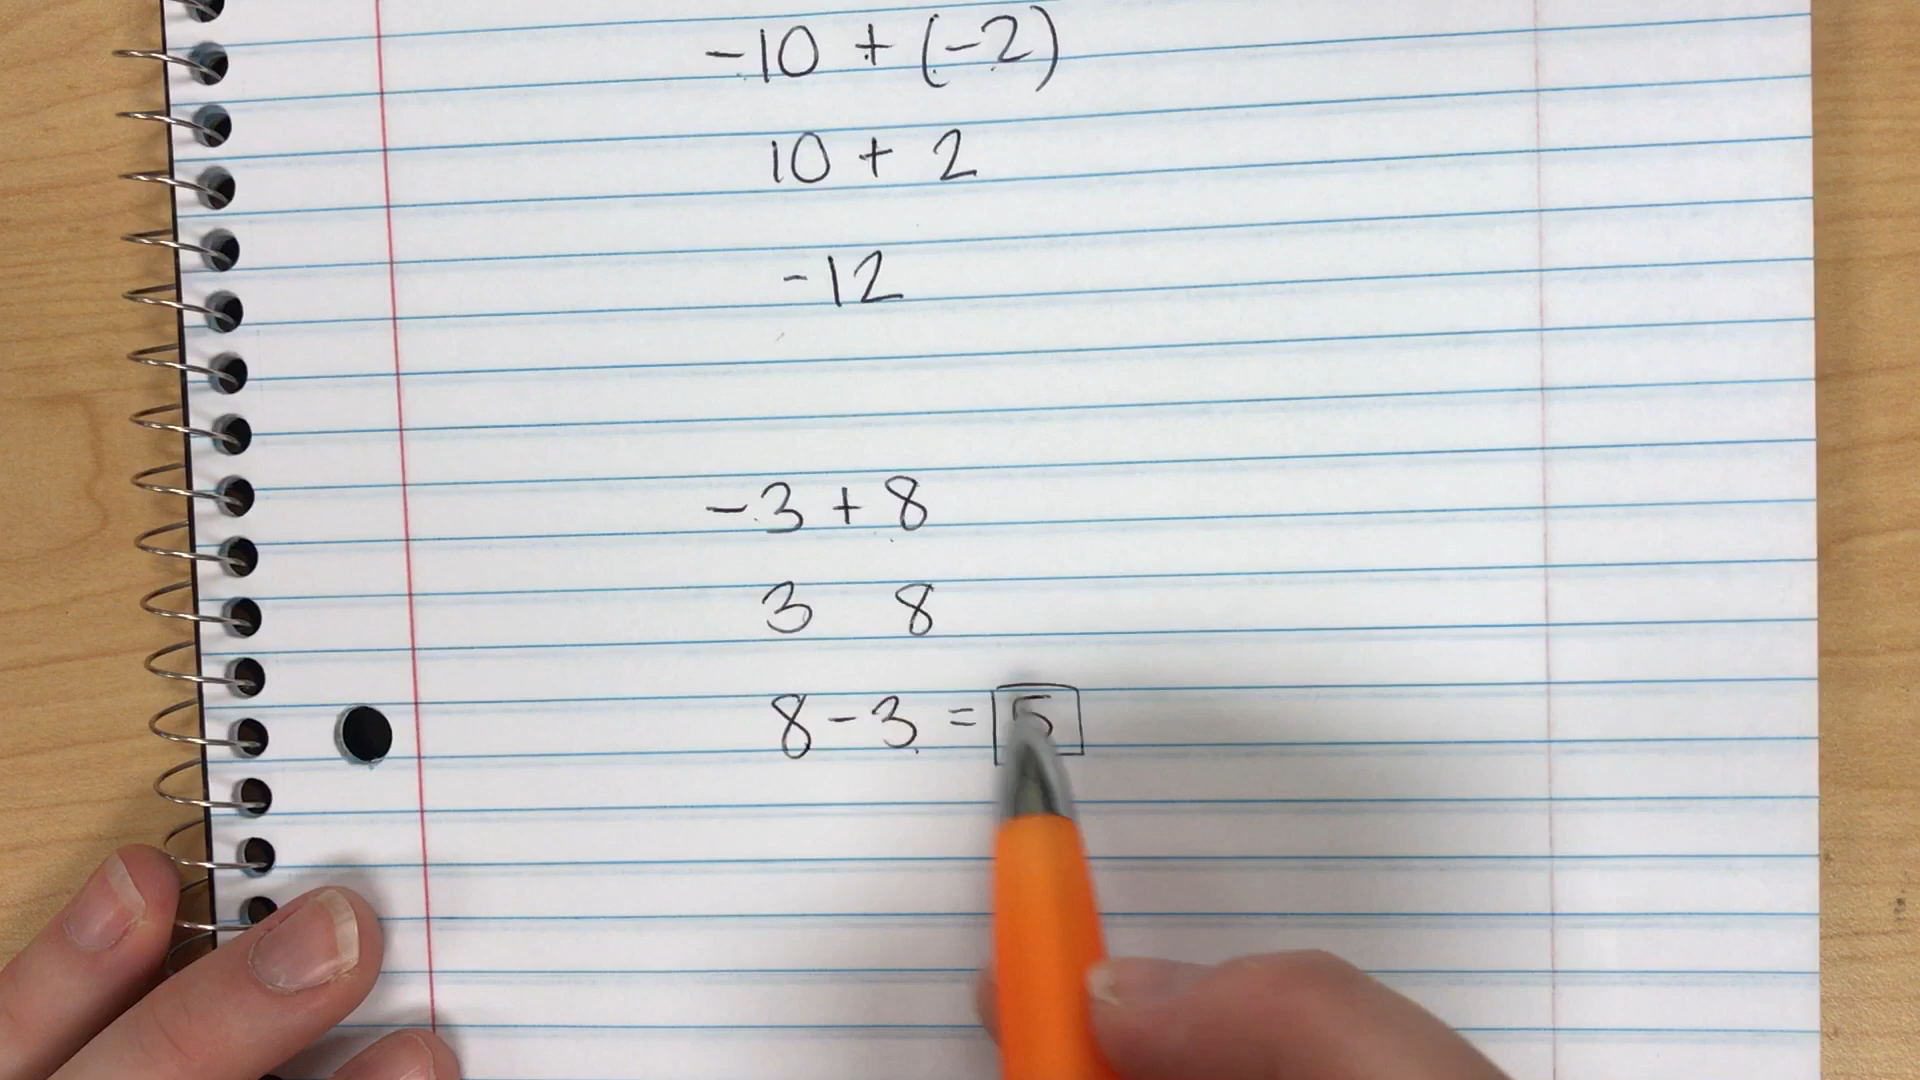 -10 + (-2)
10 + 2
-12
-3 + 8
3 8
8 - 3 = 5